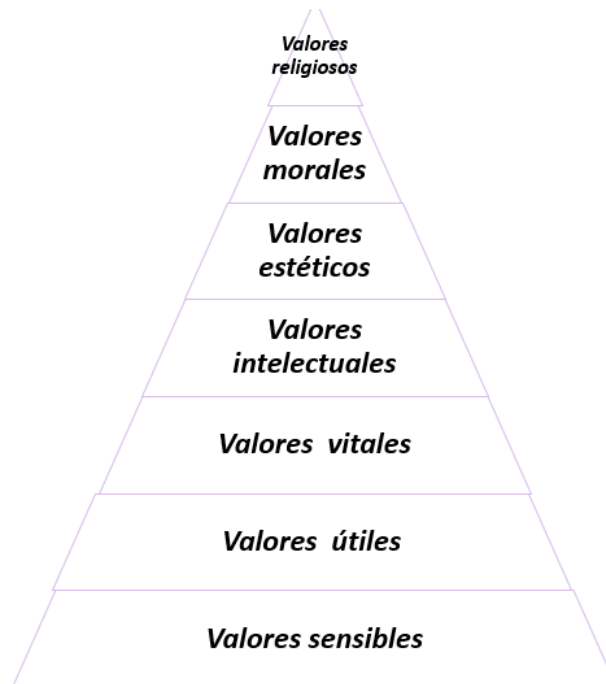 Valores
religiosos
Valores
morales
Valores
estéticos
Valores
intelectuales
Valores vitales
Valores útiles
Valores sensibles